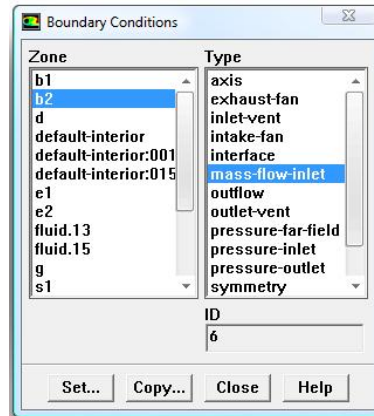 Boundary Conditions
Zone
b1
b2
d
default-interior
default-interior:001
default-interior:015
e1
e2
fluid.13
fluid.15
g
s1
Type
axis
exhaust-fan
inlet-vent
intake-fan
interface
mass-flow-inlet
outflow
outlet-vent
pressure-far-field
pressure-inlet
pressure-outlet
symmetry
ID
6
Set...
Copy...
Close
Help